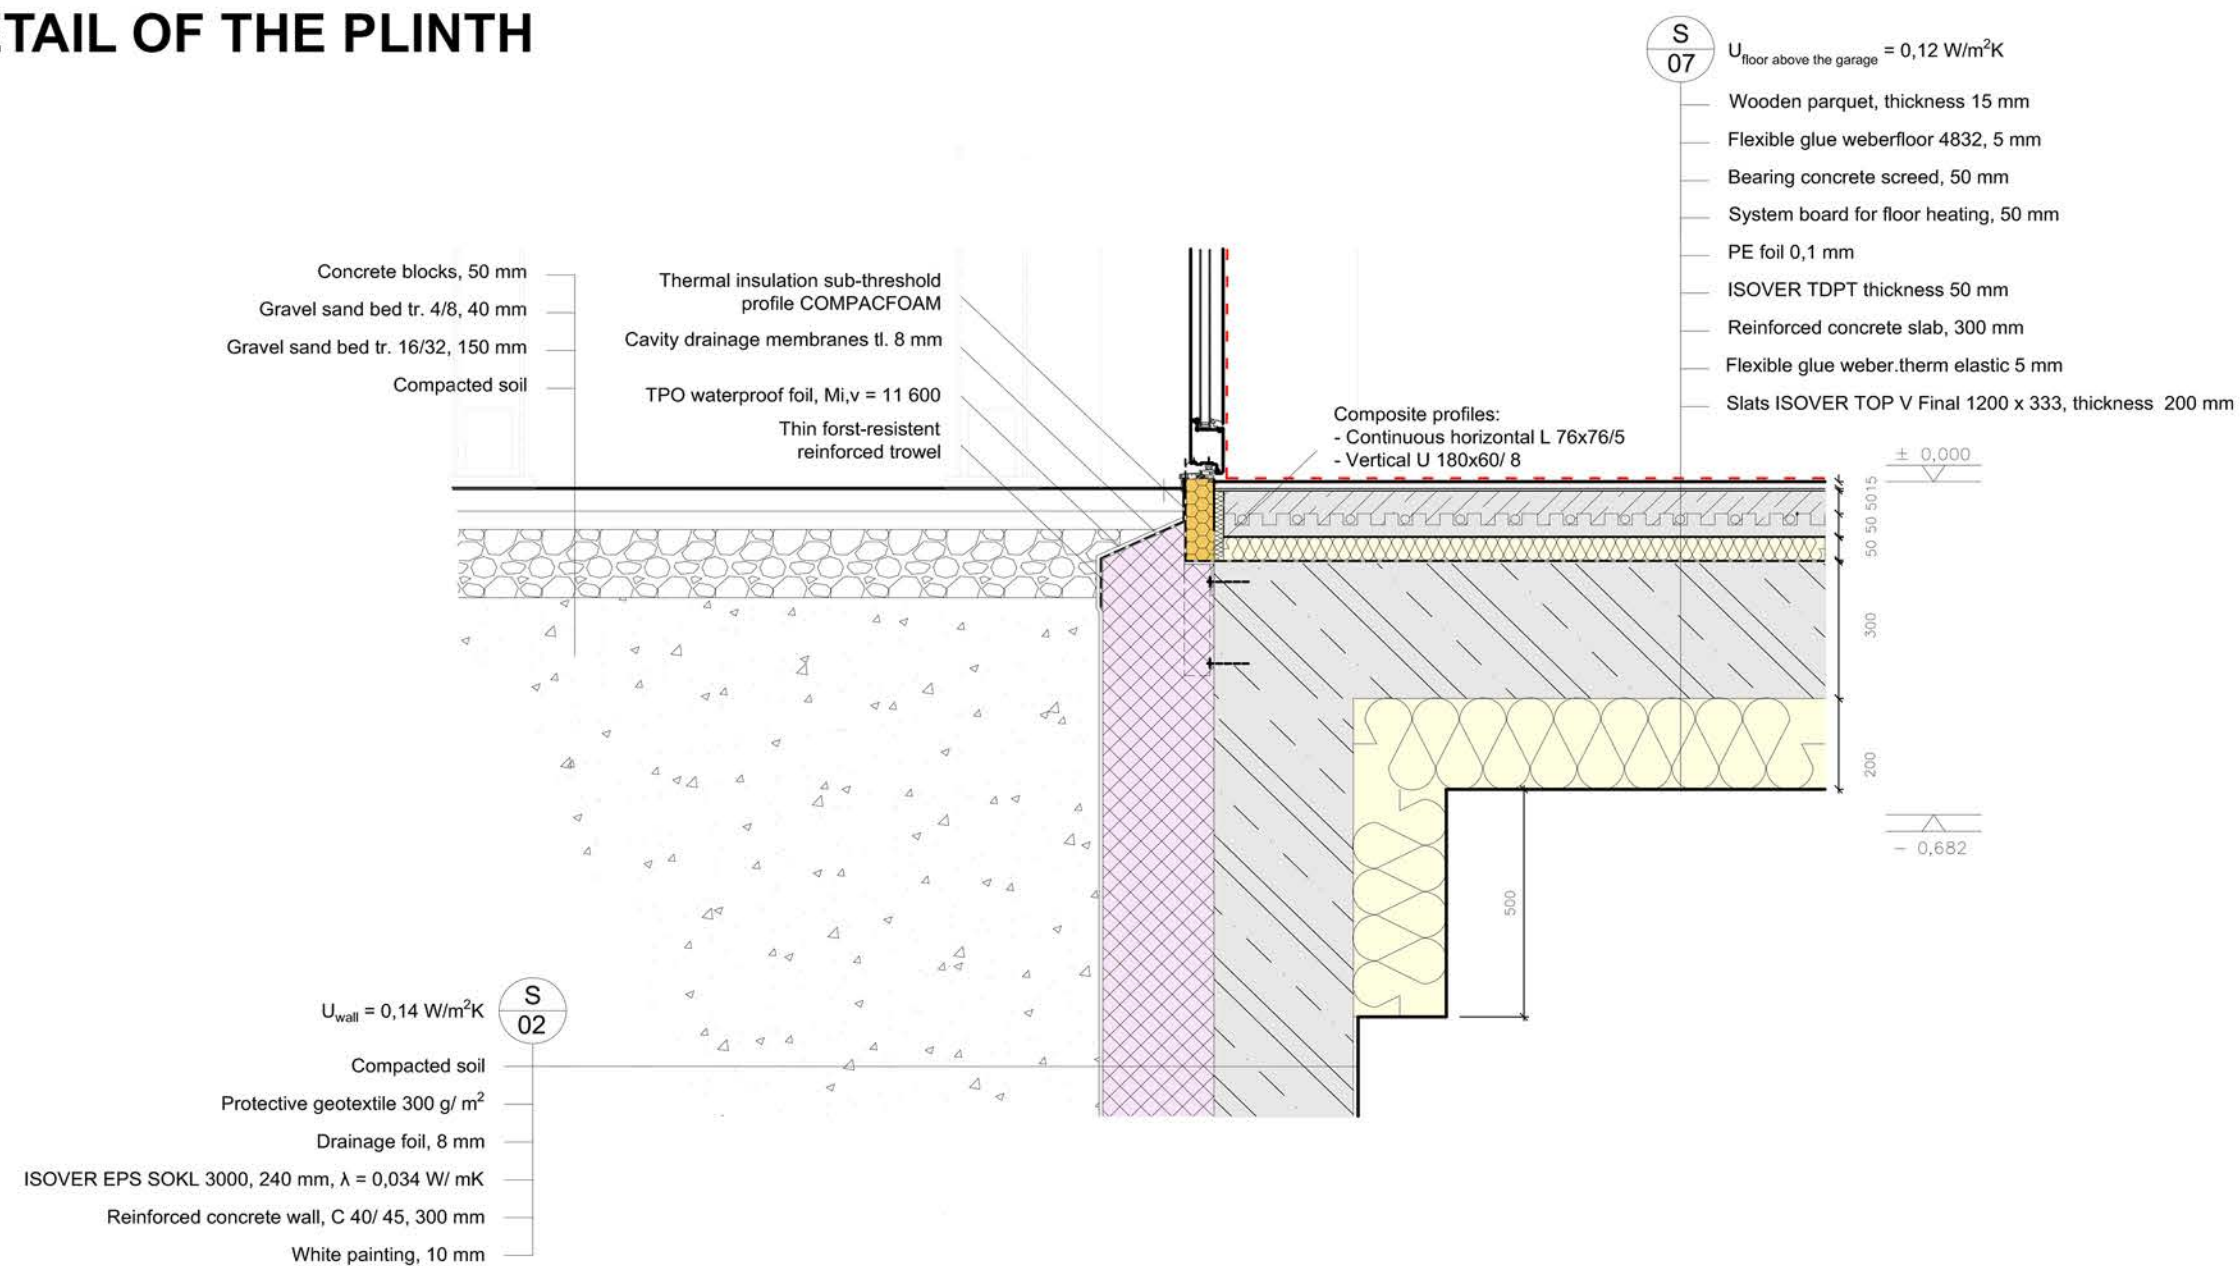 TAIL OF THE PLINTH
S
07
U floor above the garage = 0,12 W/m²K
Wooden parquet, thickness 15 mm
Flexible glue weberfloor 4832, 5 mm
Bearing concrete screed, 50 mm
System board for floor heating, 50 mm
PE foil 0,1 mm
ISOVER TDPT thickness 50 mm
Reinforced concrete slab, 300 mm
Flexible glue weber.therm elastic 5 mm
Slats ISOVER TOP V Final 1200 x 333, thickness 200 mm
Concrete blocks, 50 mm
Gravel sand bed tr. 4/8, 40 mm
Gravel sand bed tr. 16/32, 150 mm
Compacted soil
Thermal insulation sub-threshold
profile COMPACFOAM
Cavity drainage membranes tl. 8 mm
TPO waterproof foil, Mi,v = 11 600
Thin forst-resistent
reinforced trowel
Composite profiles:
- Continuous horizontal L 76x76/5
- Vertical U 180x60/ 8
± 0,000
15
50
50
50
300
200
- 0,682
500
U wall = 0,14 W/m²K
S
02
Compacted soil
Protective geotextile 300 g/ m²
Drainage foil, 8 mm
ISOVER EPS SOKL 3000, 240 mm, λ = 0,034 W/ mK
Reinforced concrete wall, C 40/ 45, 300 mm
White painting, 10 mm